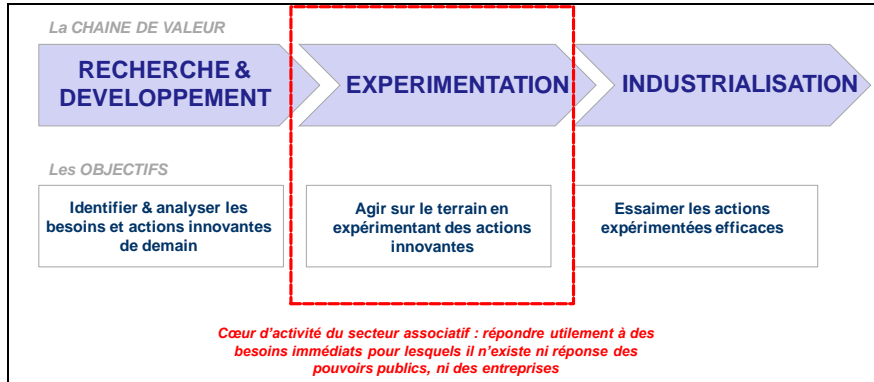 La CHAINE DE VALEUR
RECHERCHE &
DEVELOPPEMENT
EXPERIMENTATION
INDUSTRIALISATION
Les OBJECTIFS
Identifier & analyser les
besoins et actions innovantes
de demain
Agir sur le terrain en
expérimentant des actions
innovantes
Essaimer les actions
expérimentées efficaces
Cœur d'activité du secteur associatif : répondre utilement à des
besoins immédiats pour lesquels il n'existe ni réponse des
pouvoirs publics, ni des entreprises